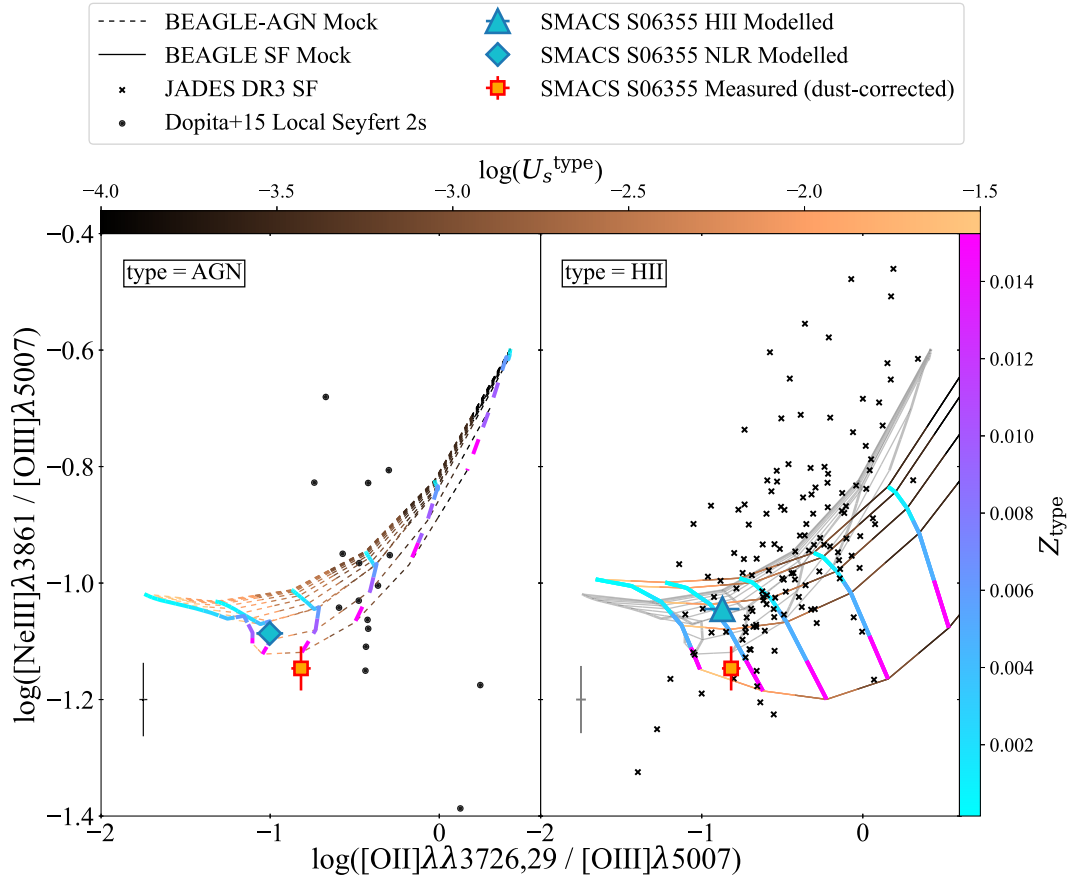 BEAGLE-AGN Mock
BEAGLE SF Mock
JADES DR3 SF
Dopita+15 Local Seyfert 2s
SMACS S06355 HII Modelled
SMACS S06355 NLR Modelled
SMACS S06355 Measured (dust-corrected)
log(U_s^type)
−4.0 −3.5 −3.0 −2.5 −2.0 −1.5
type = AGN
type = HII
log([NeIII]λ3861 / [OIII]λ5007)
−0.4
−0.6
−0.8
−1.0
−1.2
−1.4
−2 −1 0
−2 −1 0
log([OII]λλ3726,29 / [OIII]λ5007)
0.014
0.012
0.010
0.008
0.006
0.004
0.002
Z_type